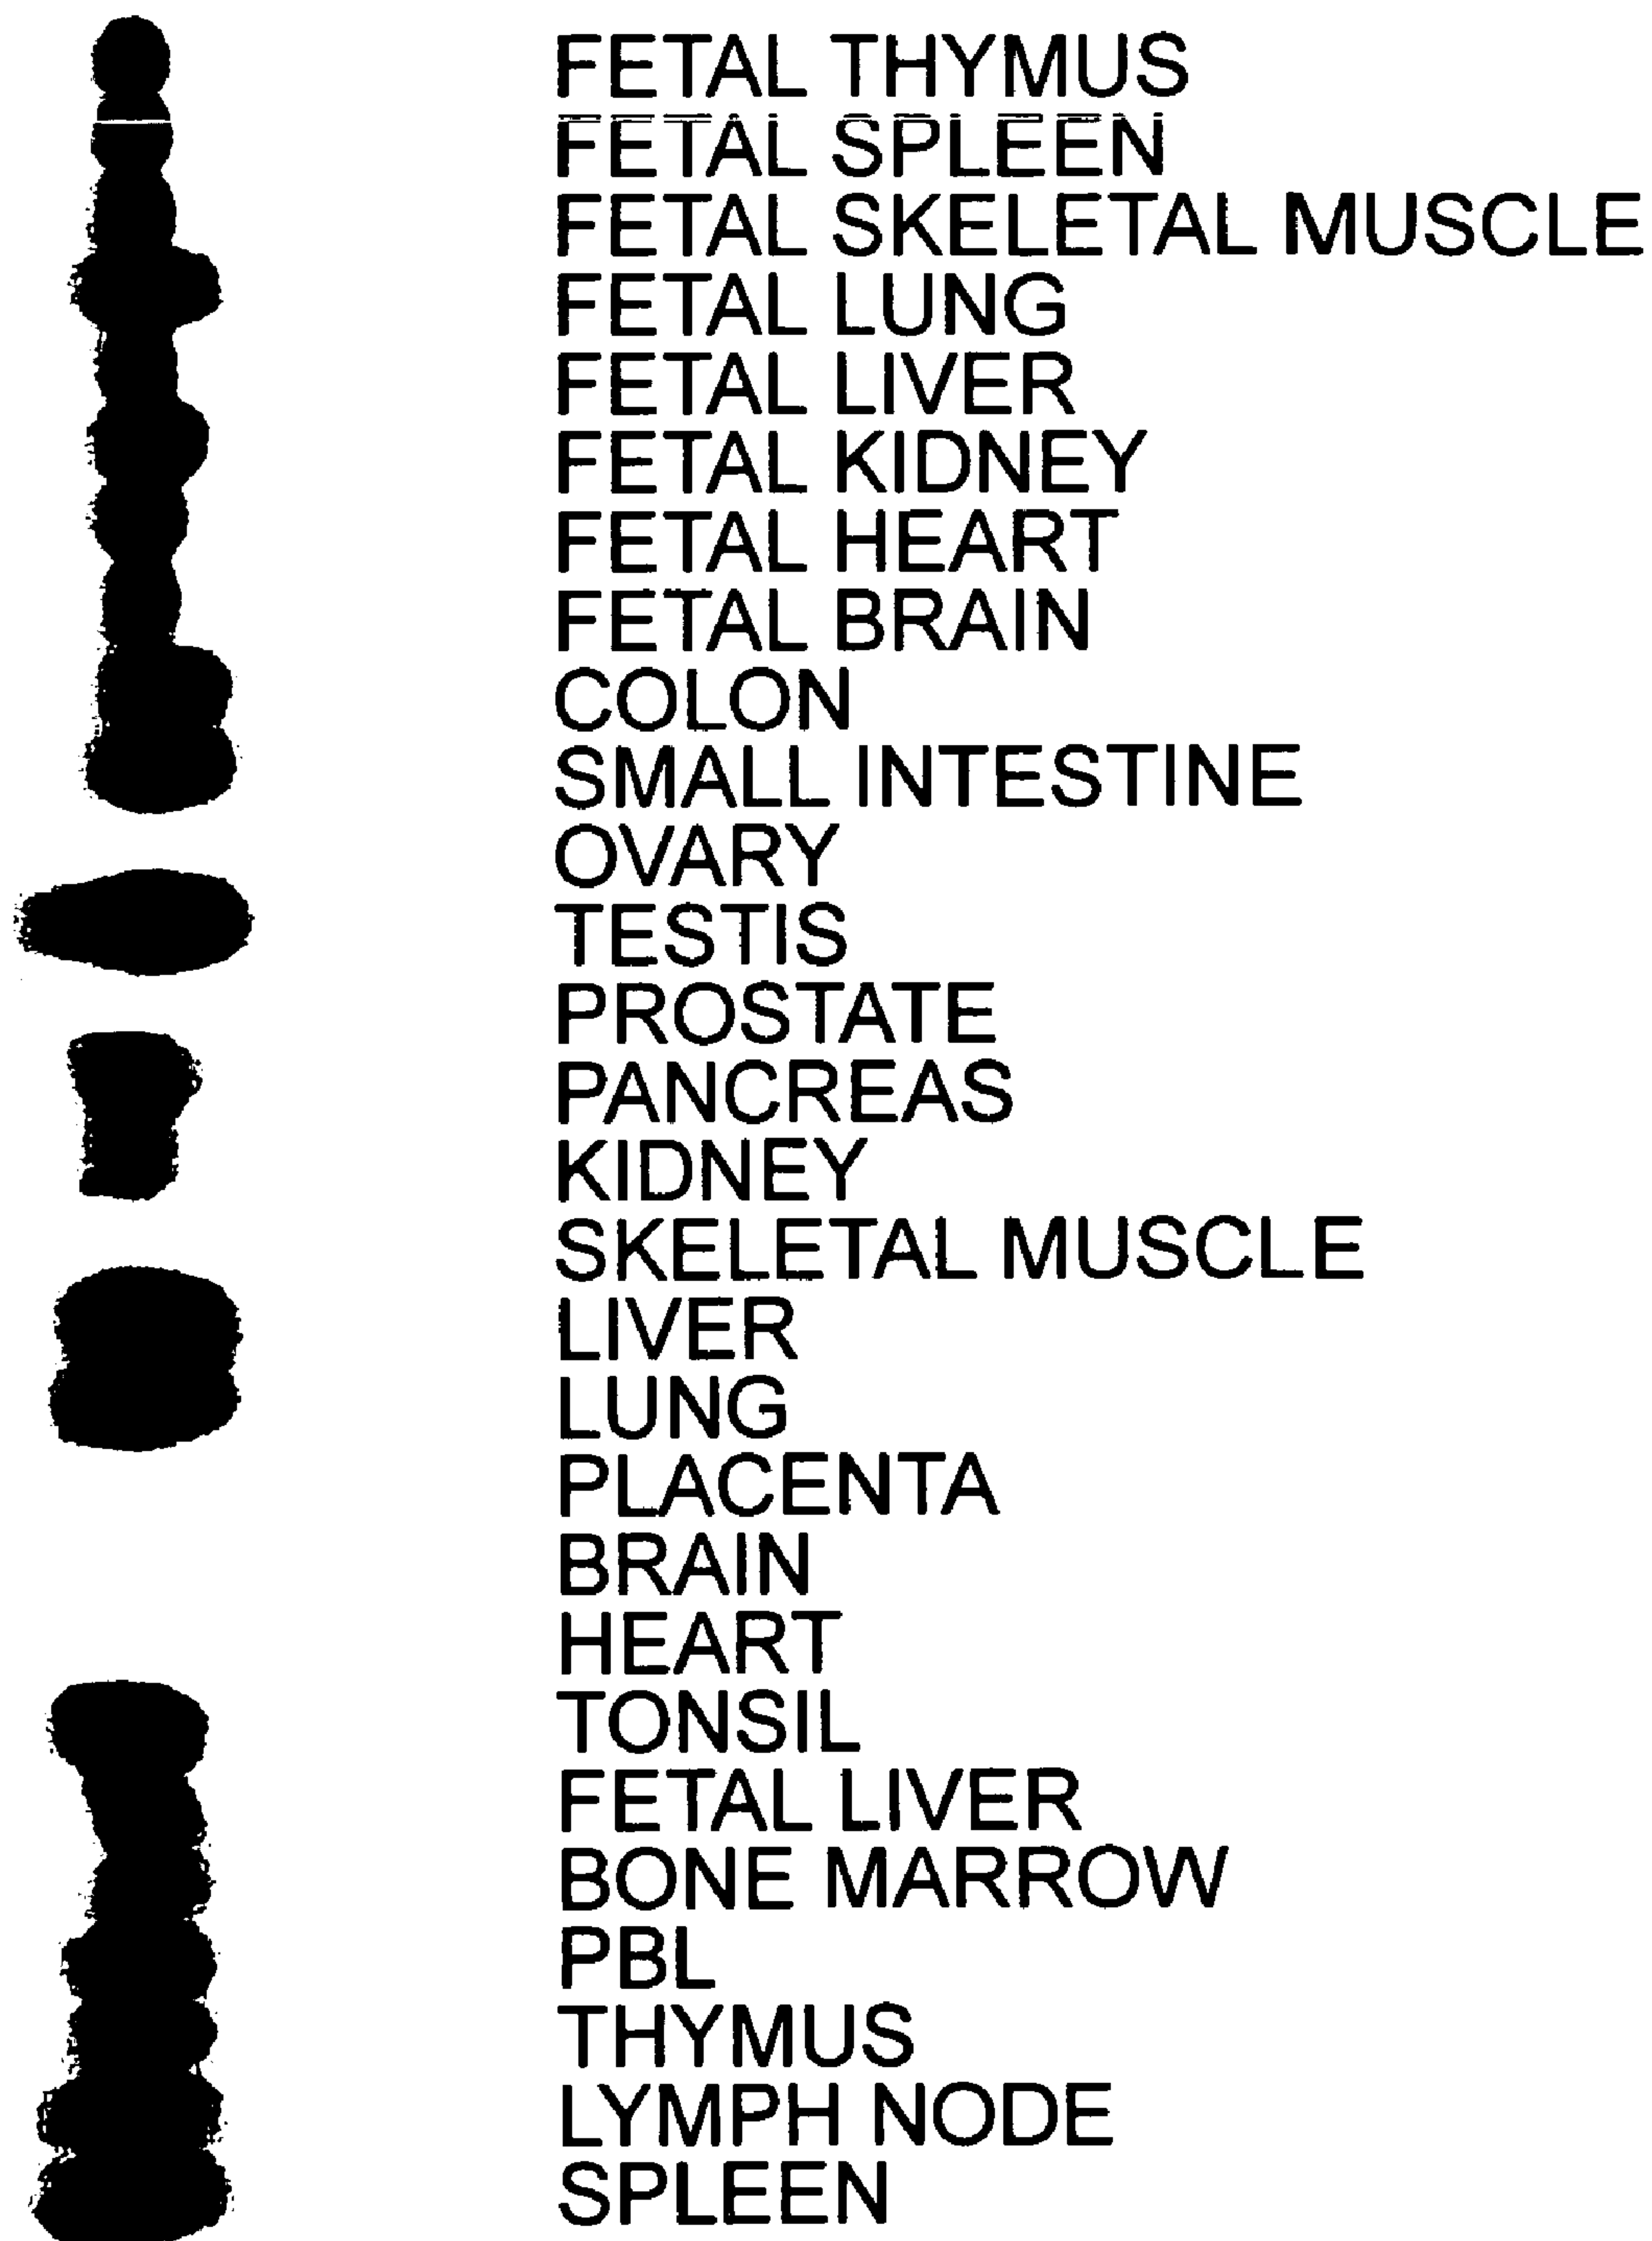 FETAL THYMUS
FETAL SPLEEN
FETAL SKELETAL MUSCLE
FETAL LUNG
FETAL LIVER
FETAL KIDNEY
FETAL HEART
FETAL BRAIN
COLON
SMALL INTESTINE
OVARY
TESTIS
PROSTATE
PANCREAS
KIDNEY
SKELETAL MUSCLE
LIVER
LUNG
PLACENTA
BRAIN
HEART
TONSIL
FETAL LIVER
BONE MARROW
PBL
THYMUS
LYMPH NODE
SPLEEN